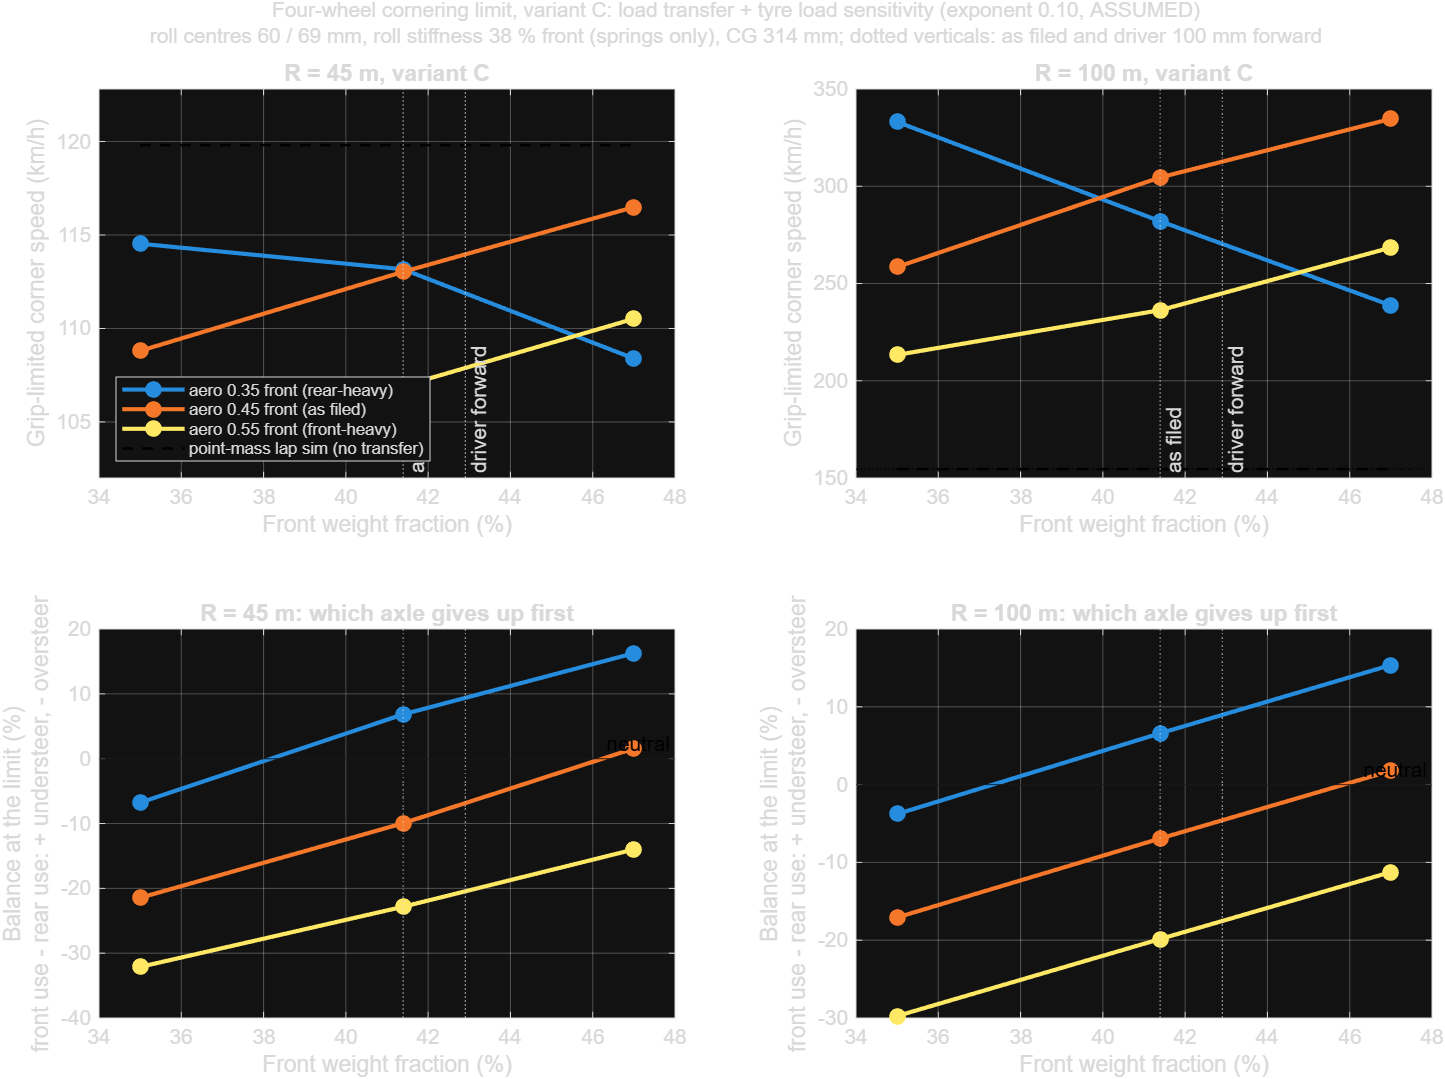 Four-wheel cornering limit, variant C: load transfer + tyre load sensitivity (exponent 0.10, ASSUMED)
roll centres 60 / 69 mm, roll stiffness 38 % front (springs only), CG 314 mm; dotted verticals: as filed and driver 100 mm forward
R = 45 m, variant C
Grip-limited corner speed (km/h)
120
115
110
105
driver forward
a
aero 0.35 front (rear-heavy)
aero 0.45 front (as filed)
aero 0.55 front (front-heavy)
point-mass lap sim (no transfer)
34 36 38 40 42 44 46 48
Front weight fraction (%)
R = 100 m, variant C
Grip-limited corner speed (km/h)
350
300
250
200
150
as filed
driver forward
34 36 38 40 42 44 46 48
Front weight fraction (%)
R = 45 m: which axle gives up first
Balance at the limit (%)
front use - rear use: + understeer, - oversteer
20
10
0
-10
-20
-30
-40
neutral
34 36 38 40 42 44 46 48
Front weight fraction (%)
R = 100 m: which axle gives up first
Balance at the limit (%)
front use - rear use: + understeer, - oversteer
20
10
0
-10
-20
-30
neutral
34 36 38 40 42 44 46 48
Front weight fraction (%)